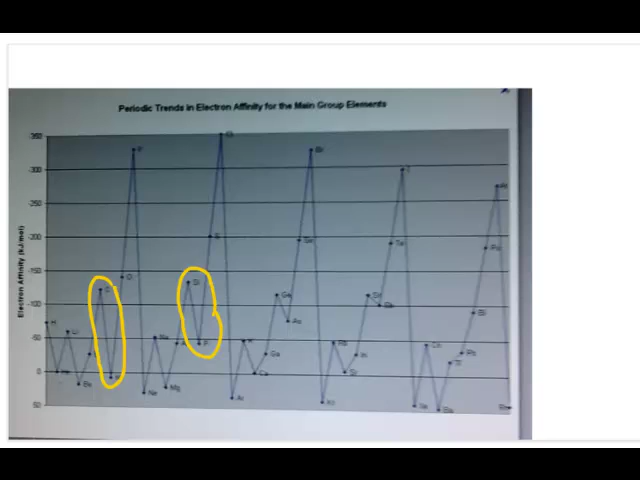 Periodic Trends in Electron Affinity for the Main Group Elements
Electron Affinity (kJ/mol)
-350
-300
-250
-200
-150
-100
-50
0
50
H
He
Li
Be
C
O
F
Ne
Na
Mg
Si
P
S
Cl
Ar
K
Ca
Ga
Ge
As
Se
Br
Kr
Rb
Sr
In
Sn
Sb
Te
I
Xe
Cs
Ba
Tl
Pb
Bi
Po
At
Rn